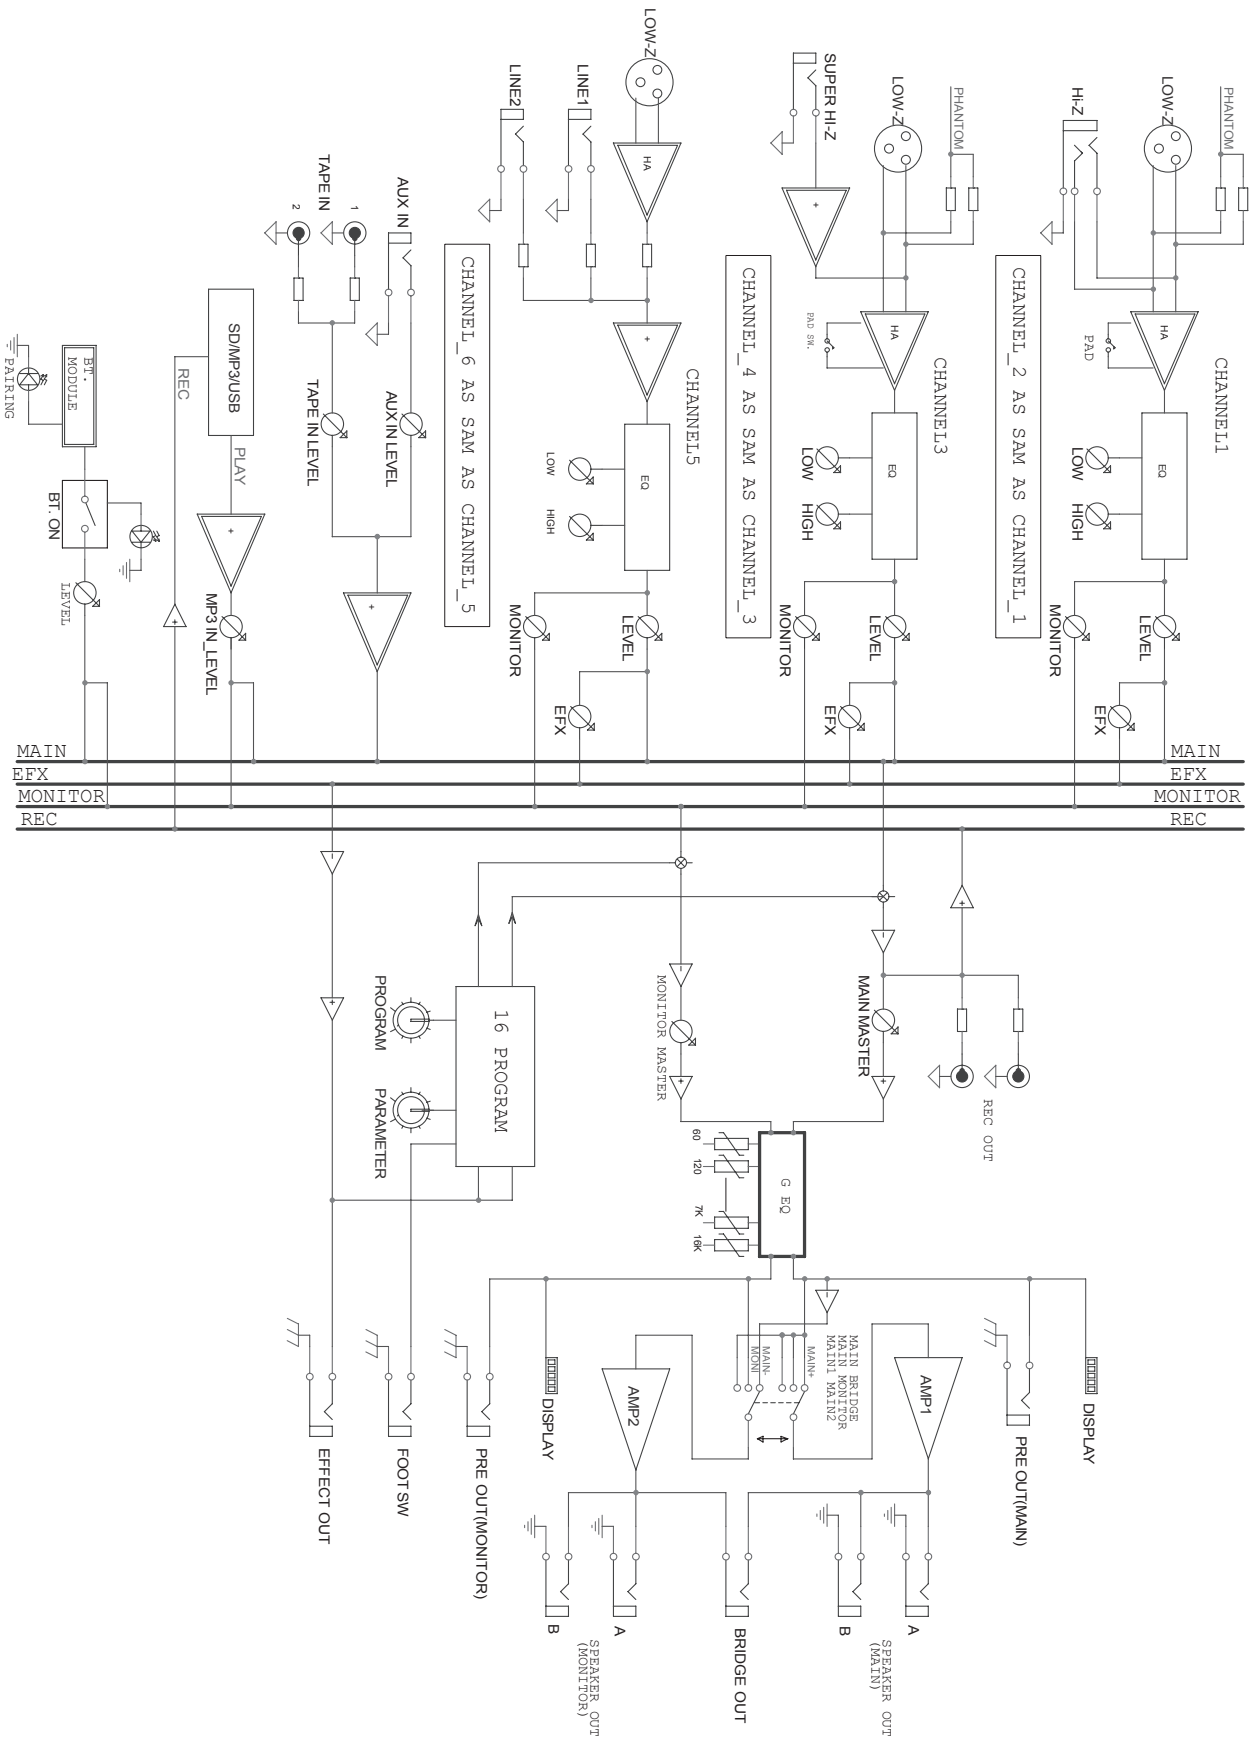 PHANTOM
LOW-Z
Hi-Z
HA
PAD
CHANNEL1
EQ
LOW
HIGH
LEVEL
MONITOR
EFX
CHANNEL_2 AS SAM AS CHANNEL_1
PHANTOM
LOW-Z
SUPER HI-Z
+
HA
PAD SW.
CHANNEL3
EQ
LOW
HIGH
LEVEL
MONITOR
EFX
CHANNEL_4 AS SAM AS CHANNEL_3
LOW-Z
HA
LINE1
LINE2
+
CHANNEL5
EQ
LOW
HIGH
LEVEL
MONITOR
EFX
CHANNEL_6 AS SAM AS CHANNEL_5
AUX IN
AUX IN LEVEL
TAPE IN
1
2
TAPE IN LEVEL
+
SD/MP3/USB
PLAY
+
MP3 IN_LEVEL
REC
+
BT.
MODULE
PAIRING
BT. ON
LEVEL
MAIN
MAIN
EFX
EFX
MONITOR
MONITOR
REC
REC
+
REC OUT
-
MAIN MASTER
+
-
MONITOR MASTER
+
G EQ
60
120
7K
16K
16 PROGRAM
PROGRAM
PARAMETER
-
+
DISPLAY
PRE OUT(MAIN)
-
MAIN BRIDGE
MAIN MONITOR
MAIN1 MAIN2
MAIN+
MAIN-
MONI
AMP1
AMP2
A
B
SPEAKER OUT
(MAIN)
BRIDGE OUT
A
B
SPEAKER OUT
(MONITOR)
DISPLAY
PRE OUT(MONITOR)
FOOT SW
EFFECT OUT